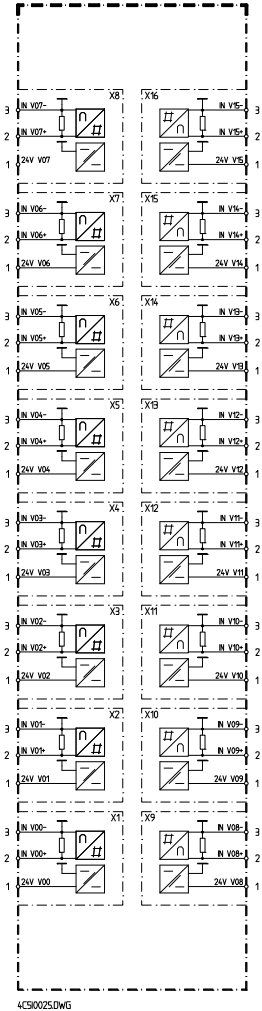 X8 X16
3 IN V07- IN V15- 3
2 IN V07+ IN V15+ 2
1 24V V07 24V V15 1
X7 X15
3 IN V06- IN V14- 3
2 IN V06+ IN V14+ 2
1 24V V06 24V V14 1
X6 X14
3 IN V05- IN V13- 3
2 IN V05+ IN V13+ 2
1 24V V05 24V V13 1
X5 X13
3 IN V04- IN V12- 3
2 IN V04+ IN V12+ 2
1 24V V04 24V V12 1
X4 X12
3 IN V03- IN V11- 3
2 IN V03+ IN V11+ 2
1 24V V03 24V V11 1
X3 X11
3 IN V02- IN V10- 3
2 IN V02+ IN V10+ 2
1 24V V02 24V V10 1
X2 X10
3 IN V01- IN V09- 3
2 IN V01+ IN V09+ 2
1 24V V01 24V V09 1
X1 X9
3 IN V00- IN V08- 3
2 IN V00+ IN V08+ 2
1 24V V00 24V V08 1
4CSI002S.DWG